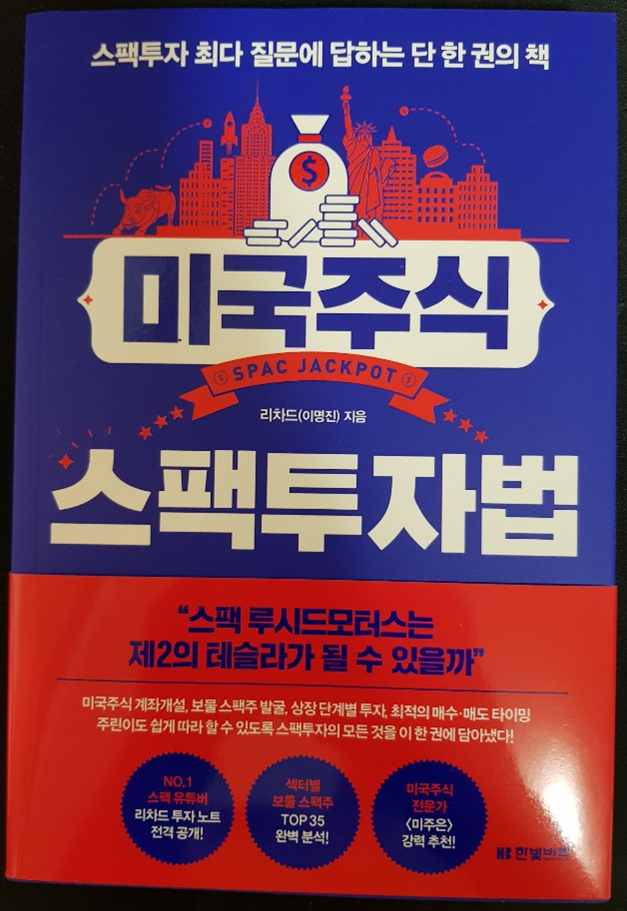 스팩투자 최다 질문에 답하는 단 한 권의 책
미국주식
SPAC JACKPOT
리차드(이명진) 지음
스팩투자법
“스팩 루시드모터스는
제2의 테슬라가 될 수 있을까”
미국주식 계좌개설, 보물 스팩주 발굴, 상장 단계별 투자, 최적의 매수·매도 타이밍
주린이도 쉽게 따라 할 수 있도록 스팩투자의 모든 것을 이 한 권에 담아냈다!
NO.1
스팩 유튜버
리차드 투자 노트
전격 공개!
섹터별
보물 스팩주
TOP 35
완벽 분석!
미국주식
전문가
〈미주은〉
강력 추천!
HB 한빛비즈